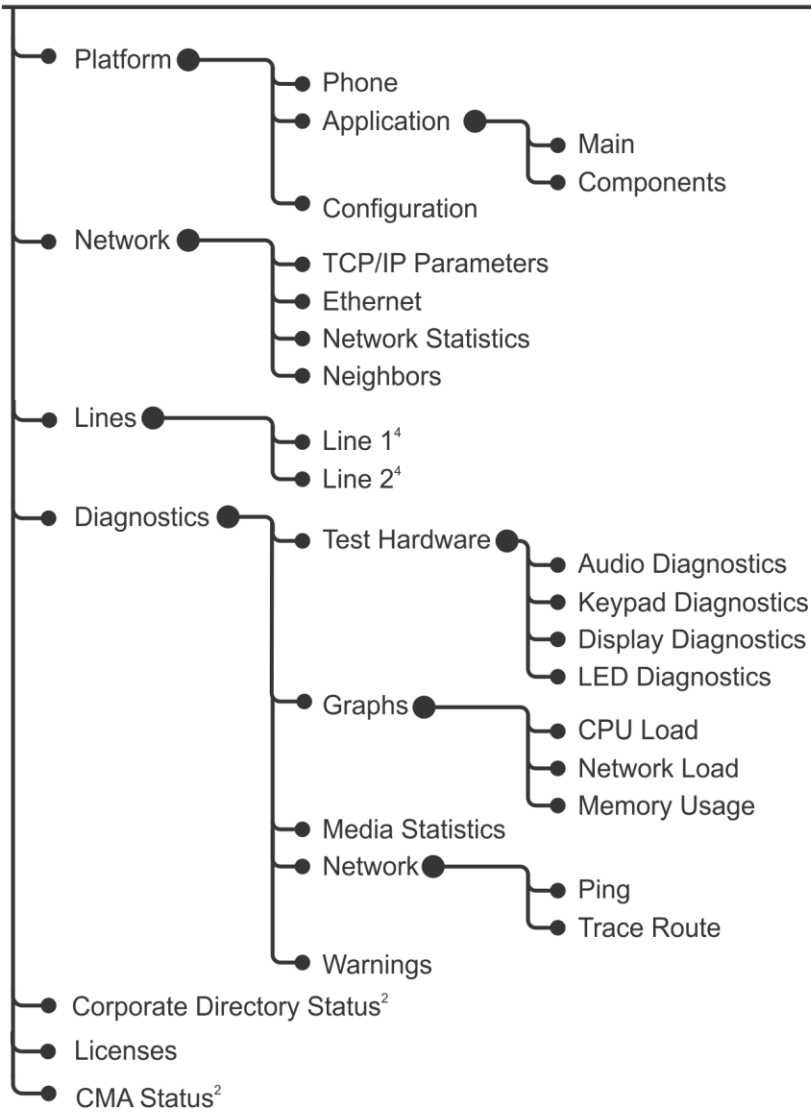 Platform
Phone
Application
Main
Components
Configuration
Network
TCP/IP Parameters
Ethernet
Network Statistics
Neighbors
Lines
Line 1⁴
Line 2⁴
Diagnostics
Test Hardware
Audio Diagnostics
Keypad Diagnostics
Display Diagnostics
LED Diagnostics
Graphs
CPU Load
Network Load
Memory Usage
Media Statistics
Network
Ping
Trace Route
Warnings
Corporate Directory Status²
Licenses
CMA Status²